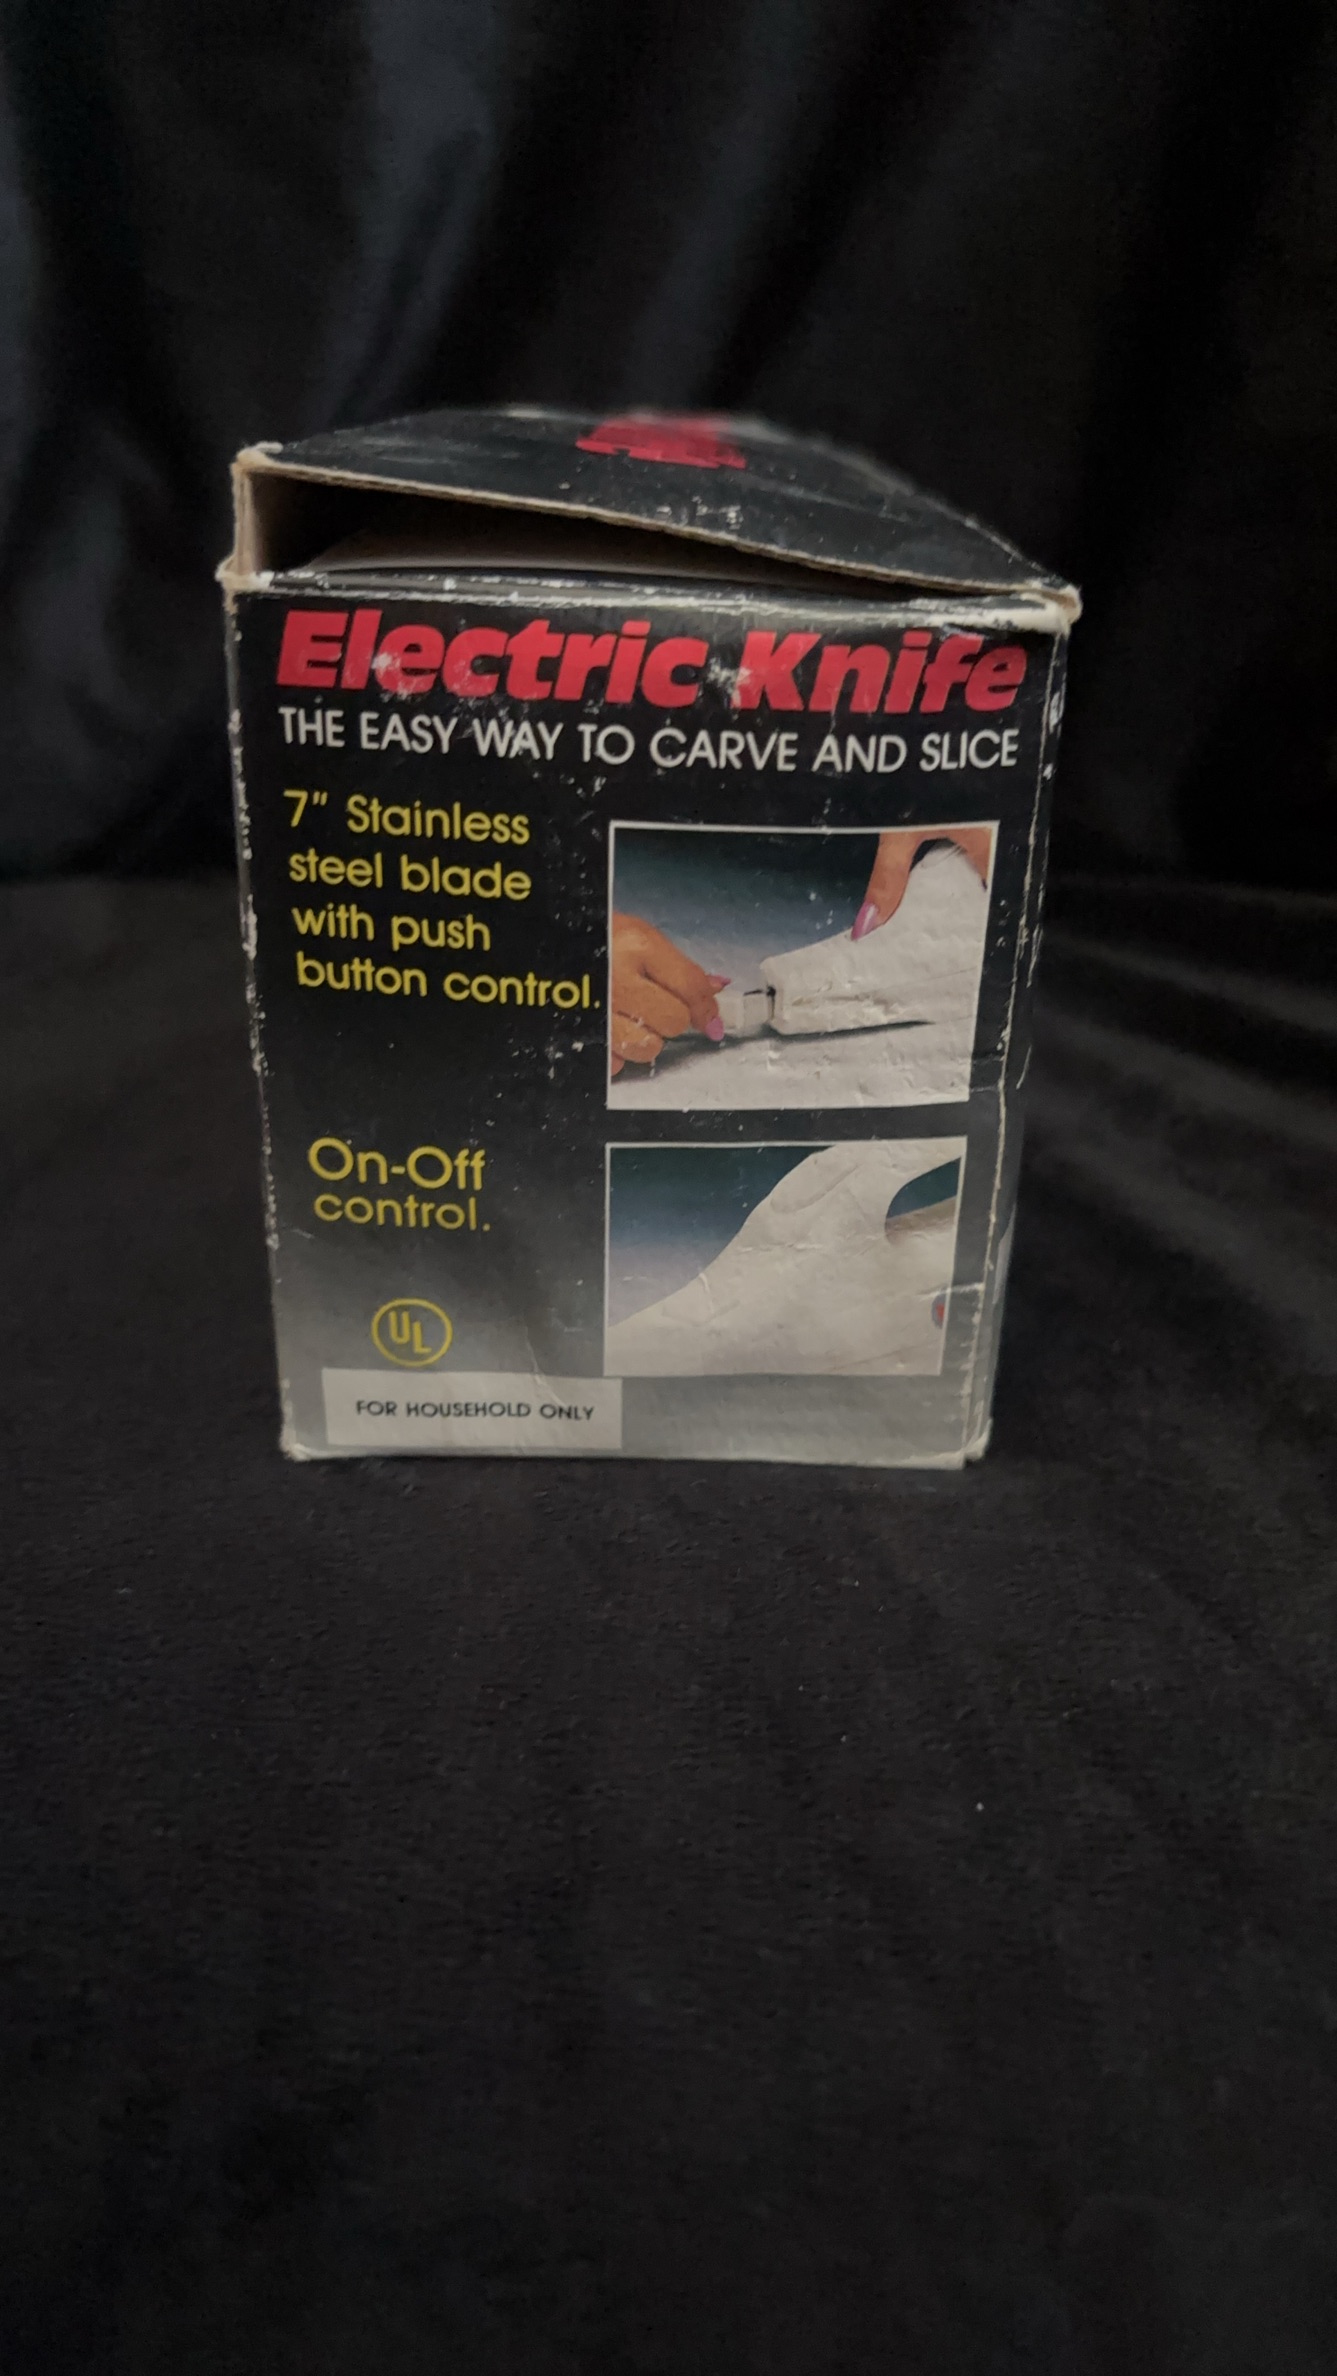 Electric Knife
THE EASY WAY TO CARVE AND SLICE
7" Stainless
steel blade
with push
button control.
On-Off
control.
UL
FOR HOUSEHOLD ONLY